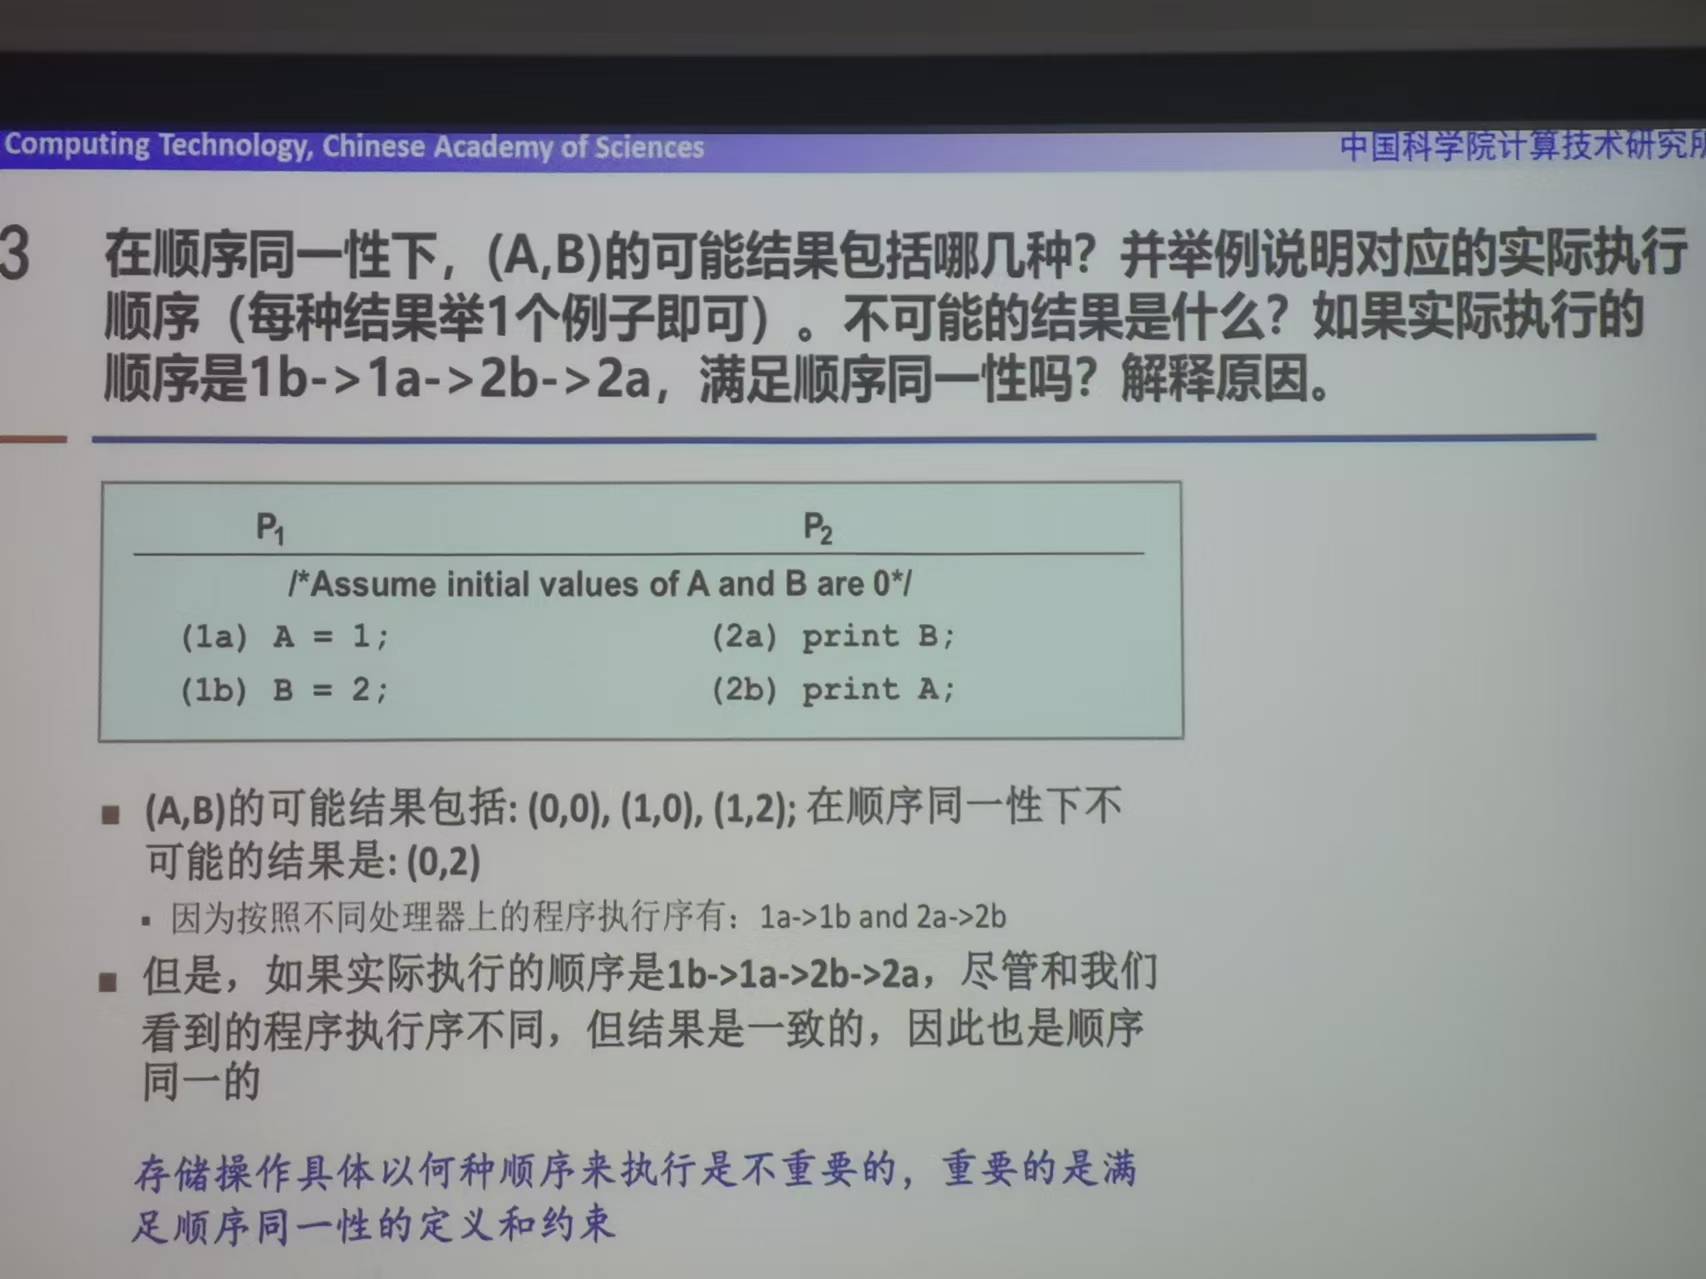 Computing Technology, Chinese Academy of Sciences 中国科学院计算技术研究所
3 在顺序同一性下，(A,B)的可能结果包括哪几种？并举例说明对应的实际执行
顺序（每种结果举1个例子即可）。不可能的结果是什么？如果实际执行的
顺序是1b->1a->2b->2a，满足顺序同一性吗？解释原因。
P1 P2
/*Assume initial values of A and B are 0*/
(1a) A = 1; (2a) print B;
(1b) B = 2; (2b) print A;
■ (A,B)的可能结果包括: (0,0), (1,0), (1,2); 在顺序同一性下不
可能的结果是: (0,2)
▪ 因为按照不同处理器上的程序执行序有：1a->1b and 2a->2b
■ 但是，如果实际执行的顺序是1b->1a->2b->2a，尽管和我们
看到的程序执行序不同，但结果是一致的，因此也是顺序
同一的
存储操作具体以何种顺序来执行是不重要的，重要的是满
足顺序同一性的定义和约束